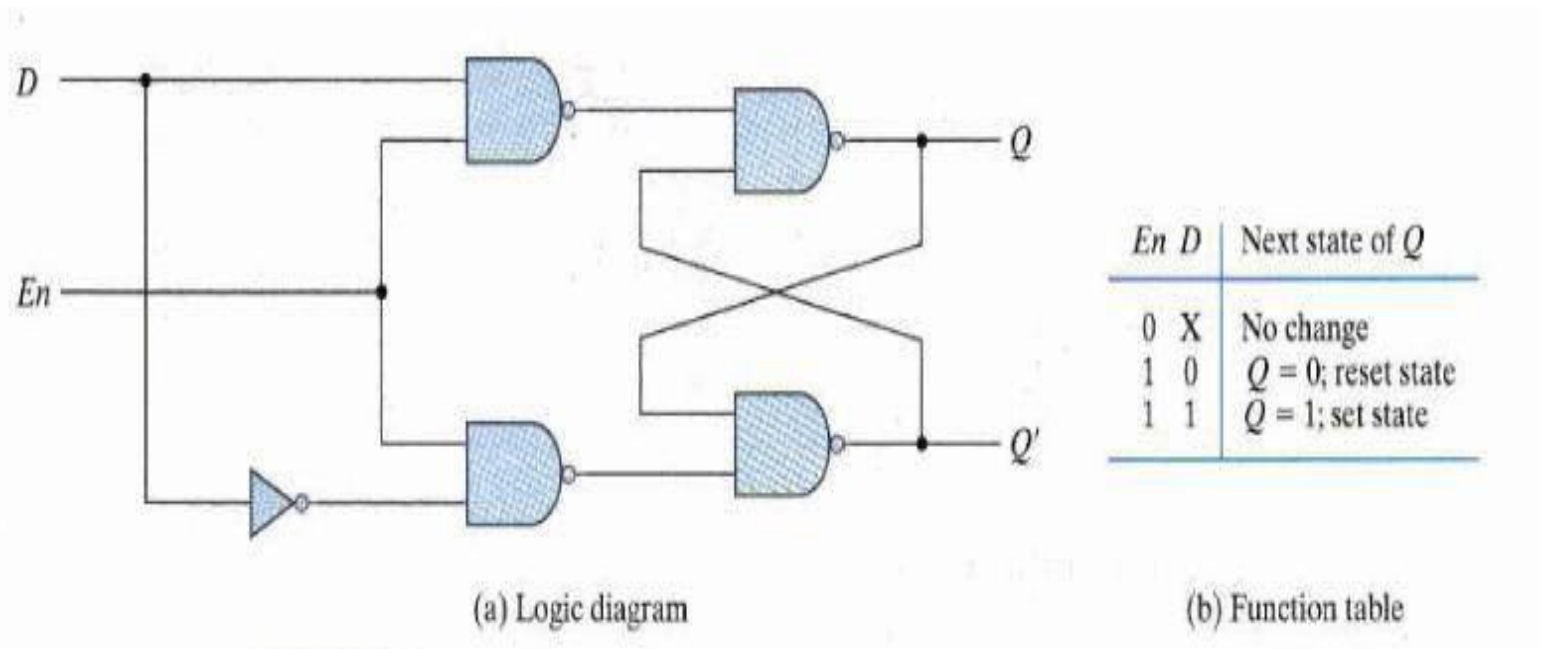 D
En
Q
Q'
En D Next state of Q
0 X No change
1 0 Q = 0; reset state
1 1 Q = 1; set state
(a) Logic diagram
(b) Function table